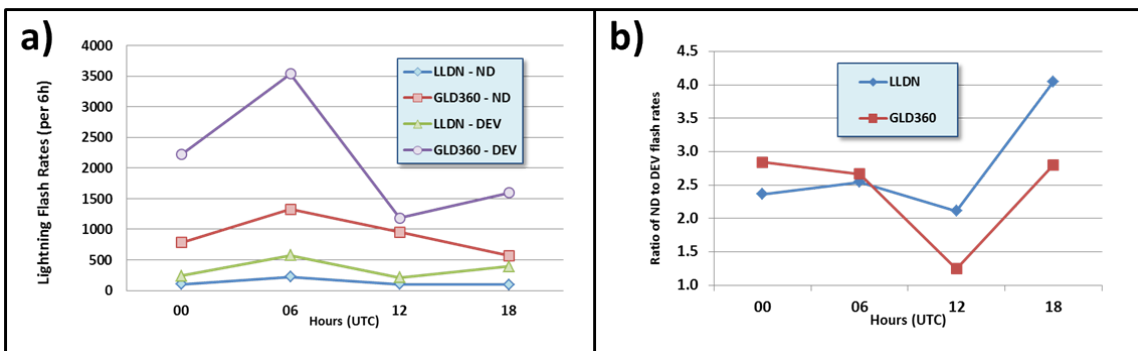 a)
Lightning Flash Rates (per 6h)
4000
3500
3000
2500
2000
1500
1000
500
0
LLDN - ND
GLD360 - ND
LLDN - DEV
GLD360 - DEV
00 06 12 18
Hours (UTC)
b)
Ratio of ND to DEV flash rates
4.5
4.0
3.5
3.0
2.5
2.0
1.5
1.0
LLDN
GLD360
00 06 12 18
Hours (UTC)